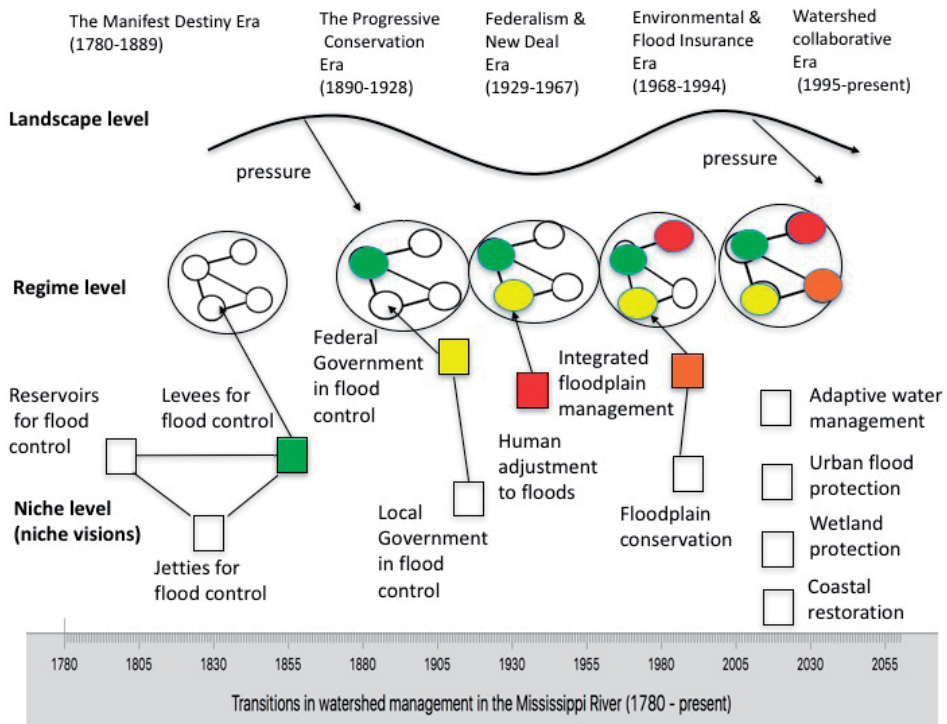 The Manifest Destiny Era
(1780-1889)
The Progressive
Conservation
Era
(1890-1928)
Federalism &
New Deal
Era
(1929-1967)
Environmental &
Flood Insurance
Era
(1968-1994)
Watershed
collaborative
Era
(1995-present)
Landscape level
pressure
pressure
Regime level
Federal
Government
in flood
control
Integrated
floodplain
management
Reservoirs
for flood
control
Levees for
flood control
Adaptive water
management
Human
adjustment
to floods
Urban flood
protection
Niche level
(niche visions)
Local
Government
in flood
control
Floodplain
conservation
Wetland
protection
Jetties for
flood control
Coastal
restoration
1780 1805 1830 1855 1880 1905 1930 1955 1980 2005 2030 2055
Transitions in watershed management in the Mississippi River (1780 - present)